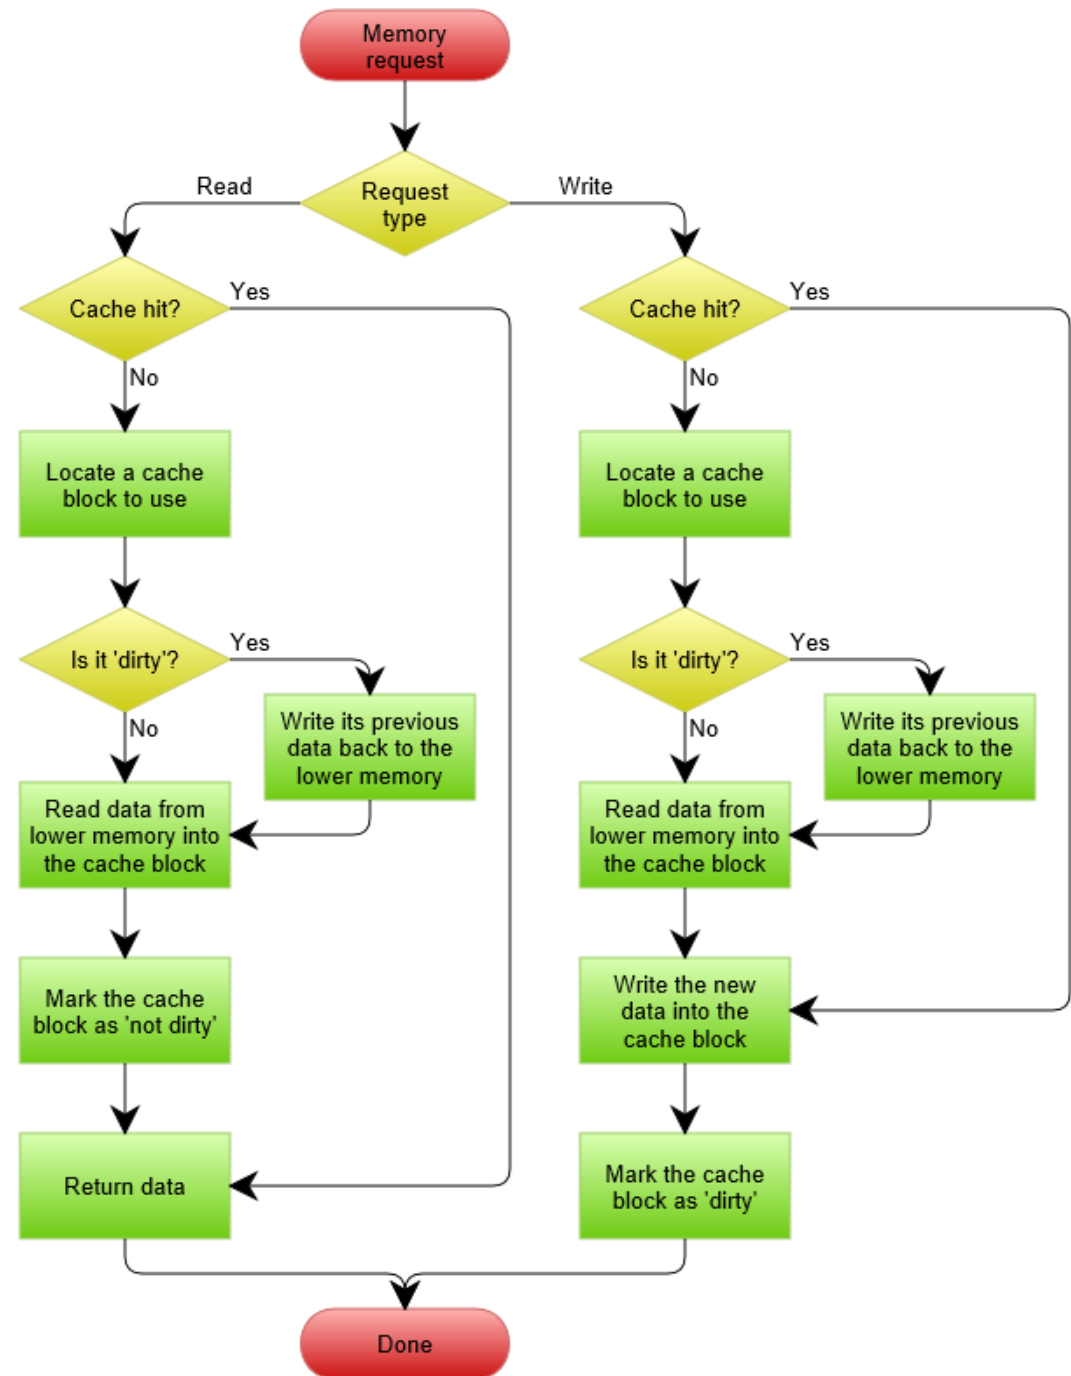 Memory
request
Request
type
Read
Write
Cache hit?
Yes
No
Locate a cache
block to use
Is it 'dirty'?
Yes
No
Write its previous
data back to the
lower memory
Read data from
lower memory into
the cache block
Mark the cache
block as 'not dirty'
Return data
Cache hit?
Yes
No
Locate a cache
block to use
Is it 'dirty'?
Yes
No
Write its previous
data back to the
lower memory
Read data from
lower memory into
the cache block
Write the new
data into the
cache block
Mark the cache
block as 'dirty'
Done